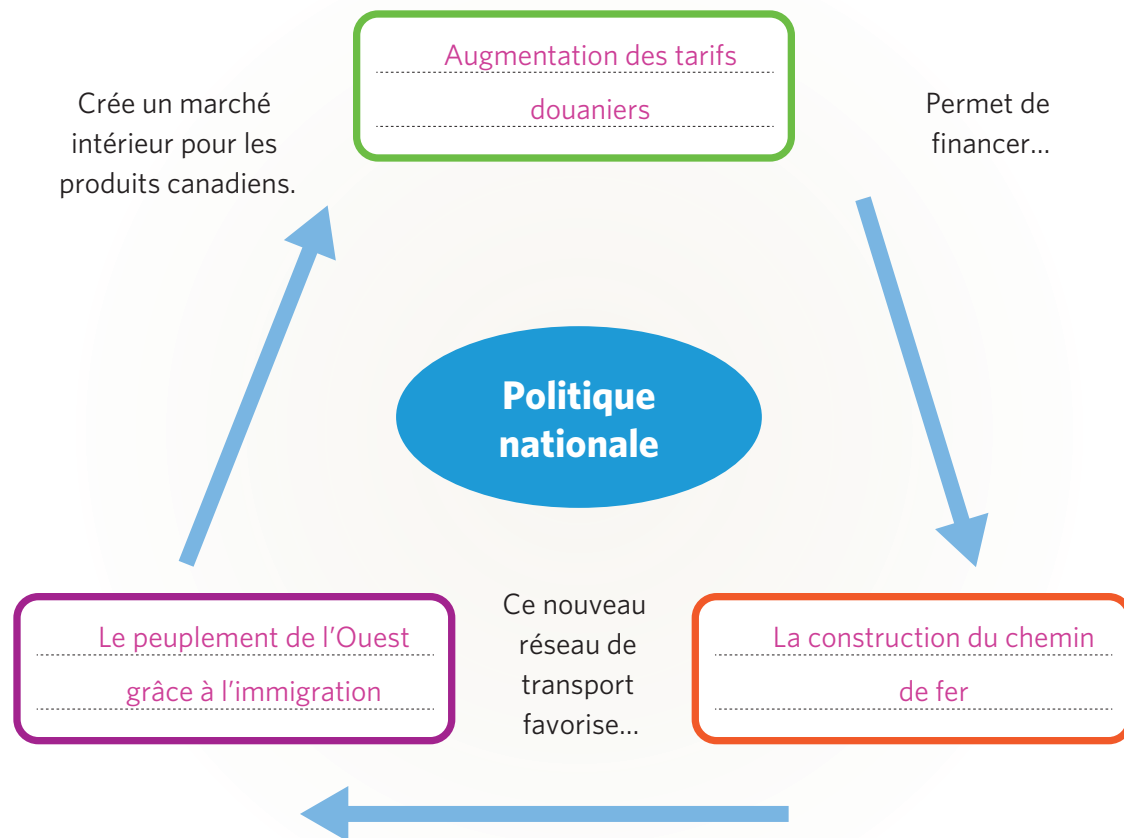 Augmentation des tarifs
douaniers
Crée un marché
intérieur pour les
produits canadiens.
Permet de
financer...
Politique
nationale
Le peuplement de l'Ouest
grâce à l'immigration
Ce nouveau
réseau de
transport
favorise...
La construction du chemin
de fer